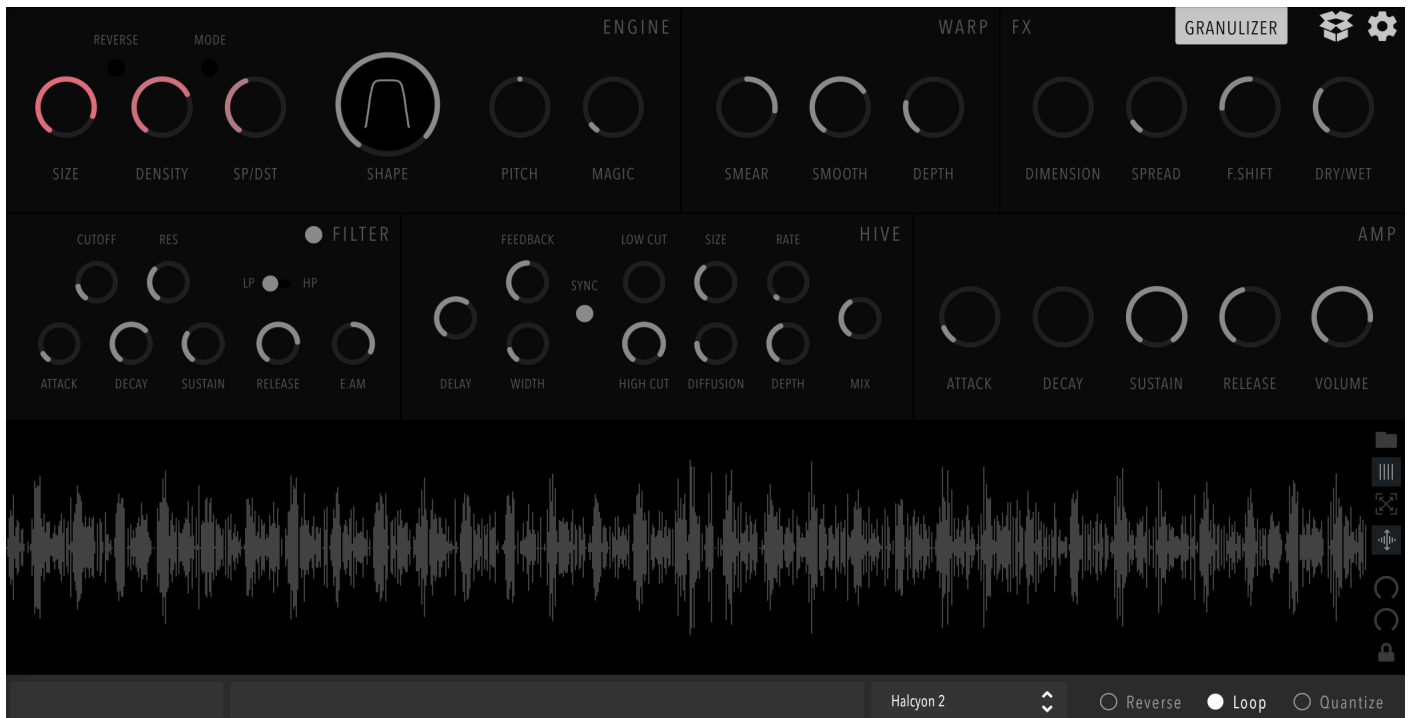 ENGINE
WARP
FX
GRANULIZER
REVERSE
MODE
SIZE
DENSITY
SP/DST
SHAPE
PITCH
MAGIC
SMEAR
SMOOTH
DEPTH
DIMENSION
SPREAD
F.SHIFT
DRY/WET
FILTER
CUTOFF
RES
LP
HP
ATTACK
DECAY
SUSTAIN
RELEASE
E.AM
HIVE
FEEDBACK
LOW CUT
SIZE
RATE
SYNC
DELAY
WIDTH
HIGH CUT
DIFFUSION
DEPTH
MIX
AMP
ATTACK
DECAY
SUSTAIN
RELEASE
VOLUME
Halcyon 2
Reverse
Loop
Quantize